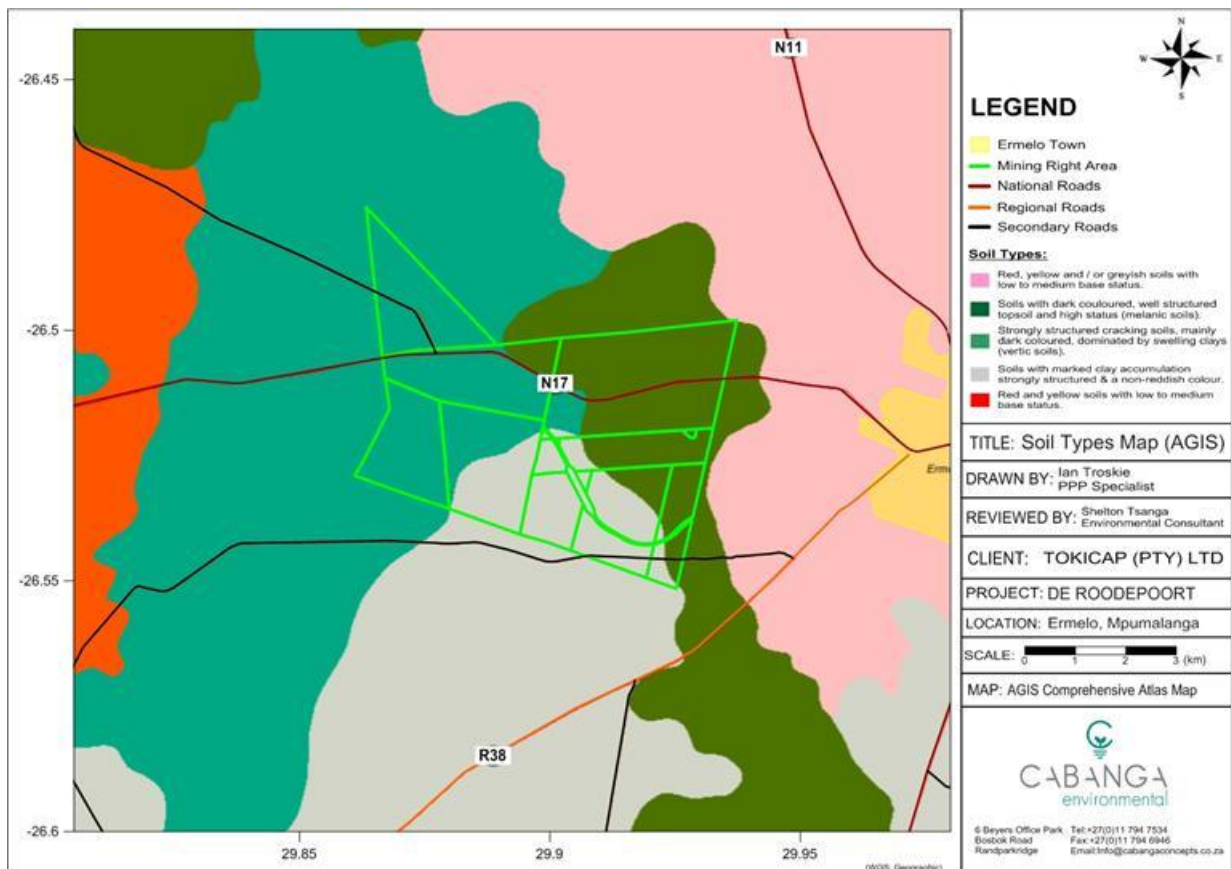 N11
-26.45
-26.5
N17
Erme
-26.55
R38
-26.6
29.85
29.9
29.95
(WGS, Geographic)
N
W
E
S
LEGEND
Ermelo Town
Mining Right Area
National Roads
Regional Roads
Secondary Roads
Soil Types:
Red, yellow and / or greyish soils with
low to medium base status.
Soils with dark couloured, well structured
topsoil and high status (melanic soils).
Strongly structured cracking soils, mainly
dark coloured, dominated by swelling clays
(vertic soils).
Soils with marked clay accumulation
strongly structured & a non-reddish colour.
Red and yellow soils with low to medium
base status.
TITLE: Soil Types Map (AGIS)
DRAWN BY: Ian Troskie
PPP Specialist
REVIEWED BY: Shelton Tsanga
Environmental Consultant
CLIENT: TOKICAP (PTY) LTD
PROJECT: DE ROODEPOORT
LOCATION: Ermelo, Mpumalanga
SCALE: 0 1 2 3 (km)
MAP: AGIS Comprehensive Atlas Map
CABANGA
environmental
6 Beyers Office Park Tel:+27(0)11 794 7534
Bosbok Road Fax:+27(0)11 794 6946
Randparkridge Email:Info@cabangaconcepts.co.za